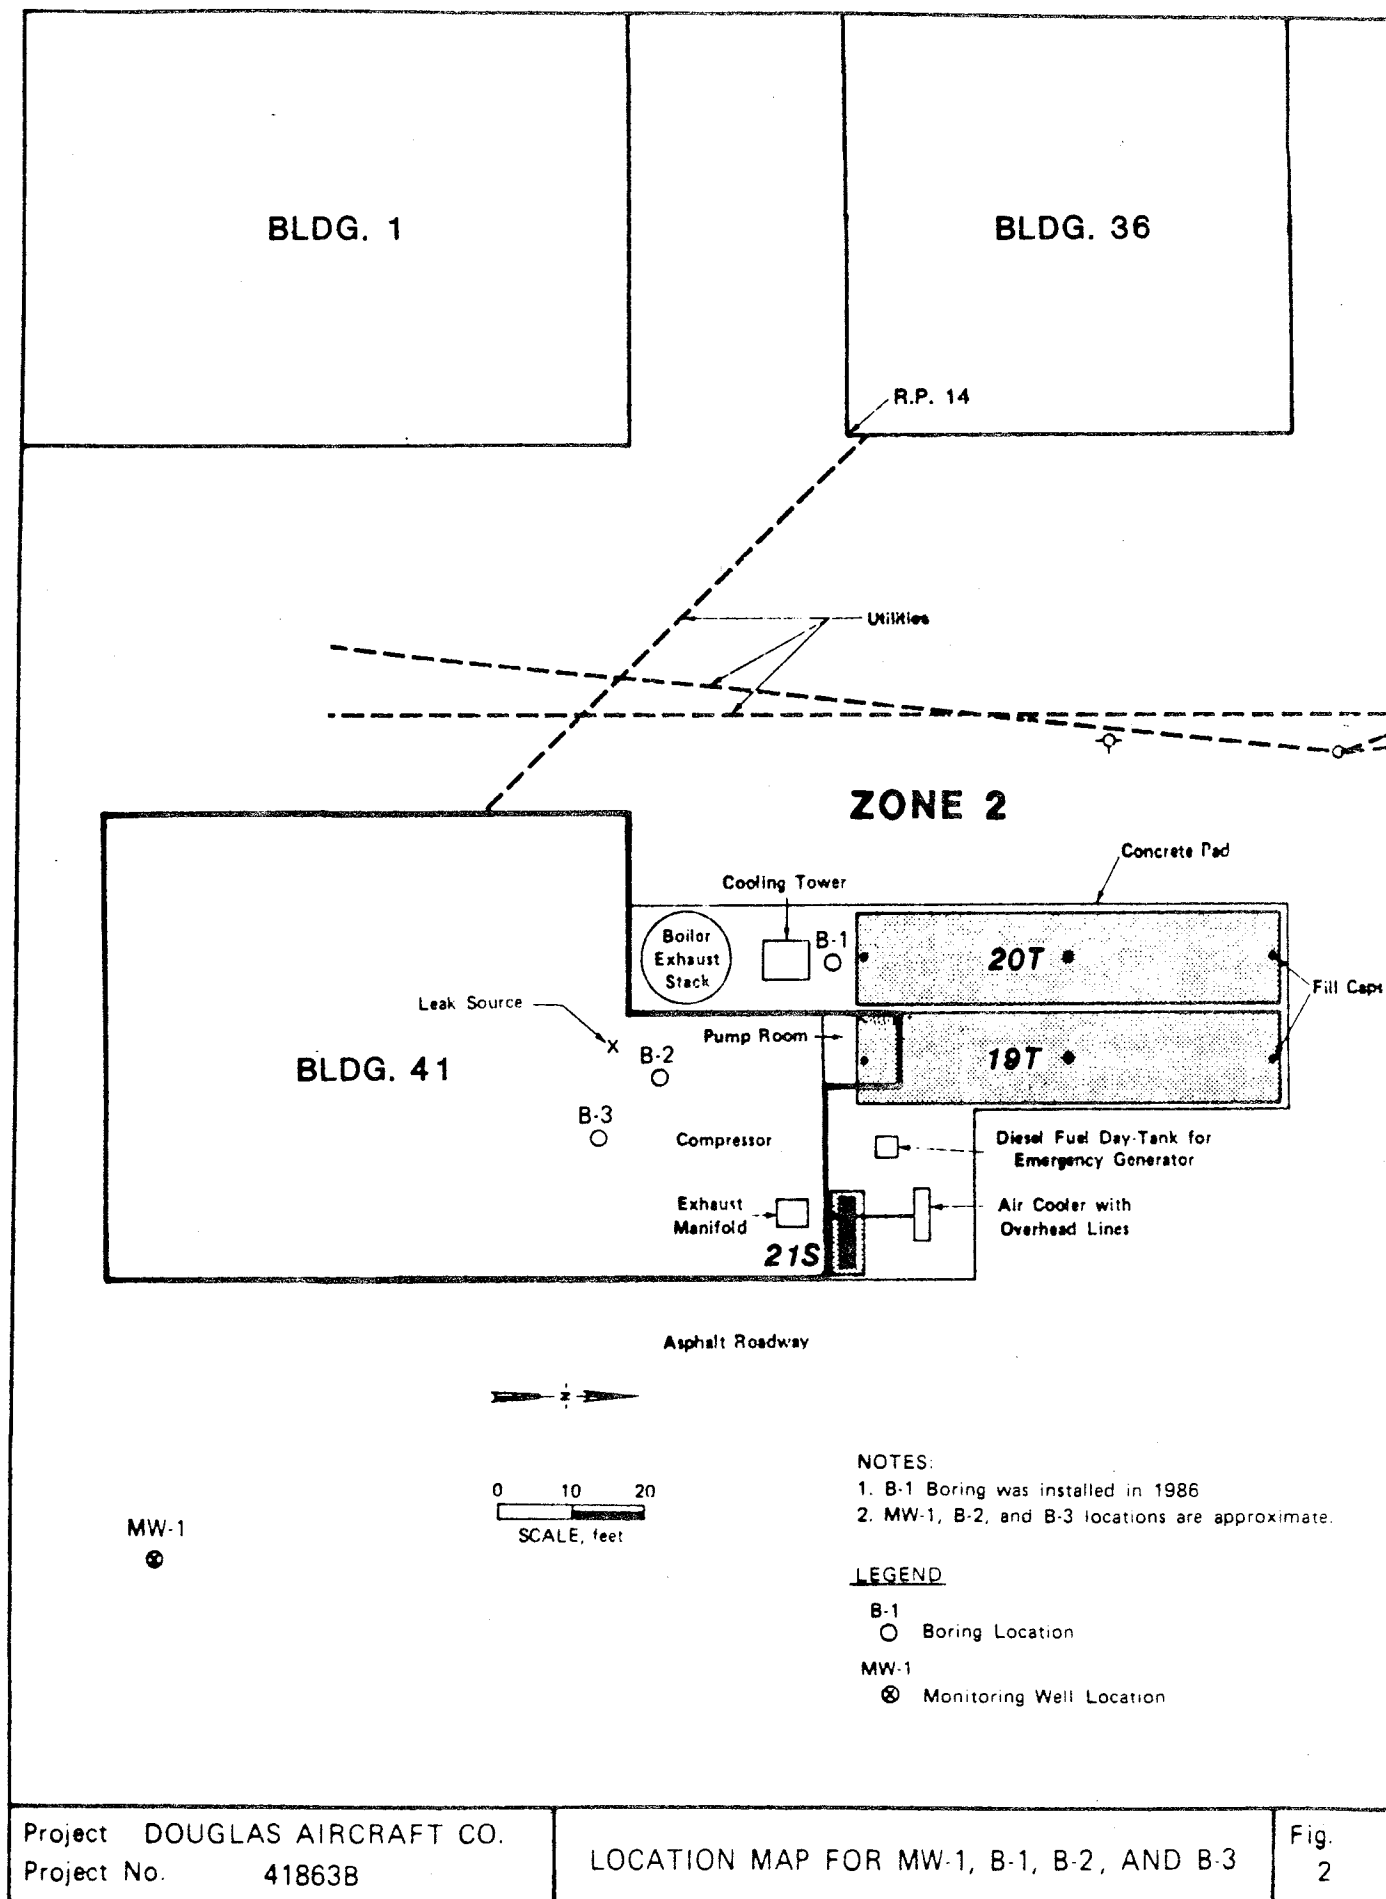 BLDG. 1
BLDG. 36
R.P. 14
Utilities
ZONE 2
Concrete Pad
Cooling Tower
Boiler
Exhaust
Stack
B-1
20T
Fill Caps
Leak Source
Pump Room
19T
B-2
BLDG. 41
B-3
Compressor
Diesel Fuel Day-Tank for
Emergency Generator
Exhaust
Manifold
Air Cooler with
Overhead Lines
21S
Asphalt Roadway
z
0 10 20
SCALE, feet
MW-1
NOTES:
1. B-1 Boring was installed in 1986
2. MW-1, B-2, and B-3 locations are approximate.
LEGEND
B-1
Boring Location
MW-1
Monitoring Well Location
Project DOUGLAS AIRCRAFT CO.
Project No. 41863B
LOCATION MAP FOR MW-1, B-1, B-2, AND B-3
Fig.
2